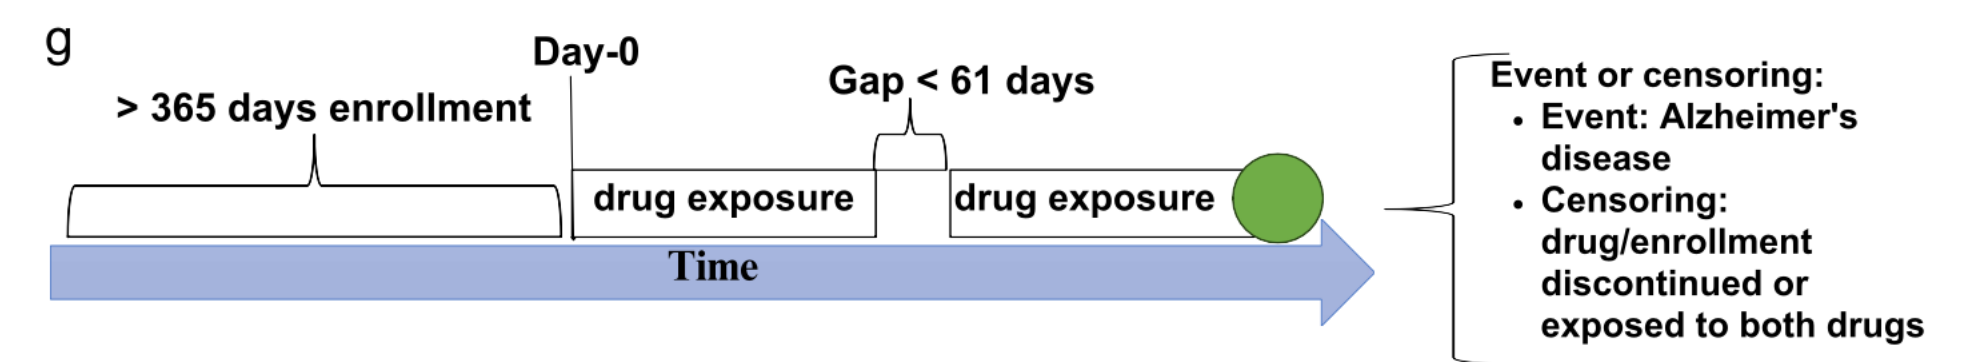 g
Day-0
> 365 days enrollment
Gap < 61 days
drug exposure
drug exposure
Time
Event or censoring:
• Event: Alzheimer's
disease
• Censoring:
drug/enrollment
discontinued or
exposed to both drugs